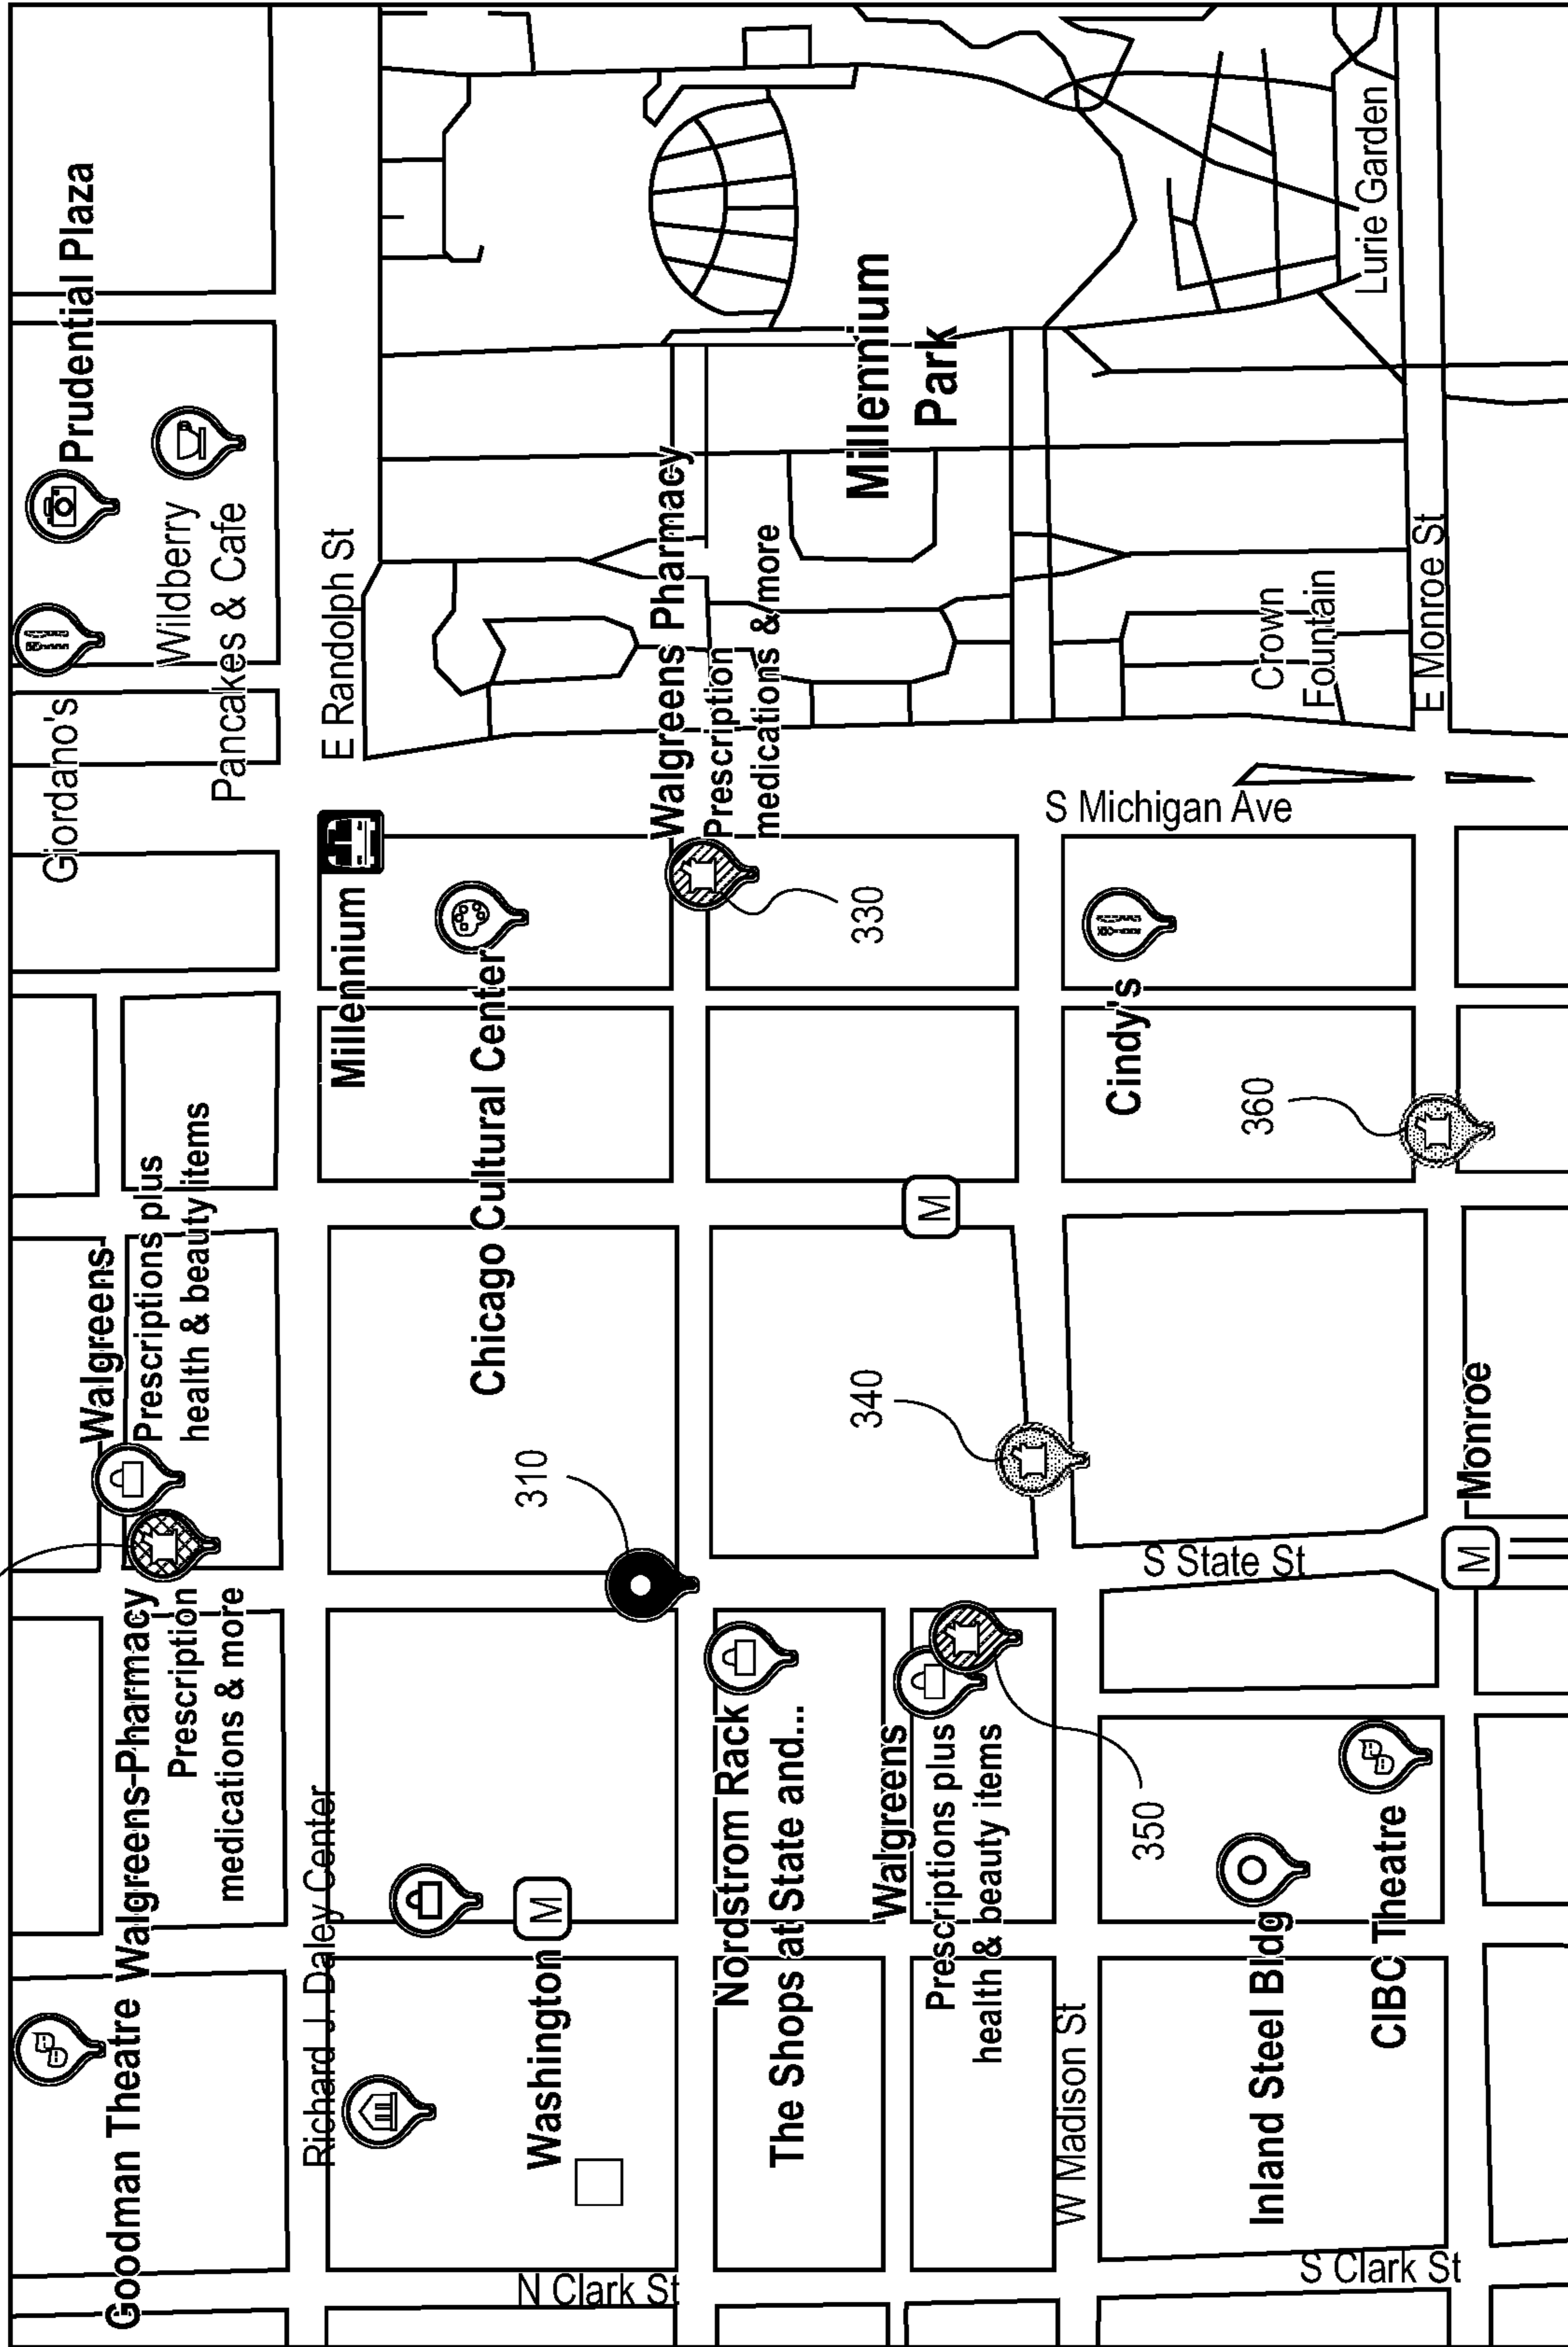 Giordano's
Prudential Plaza
Wildberry
Pancakes & Cafe
Goodman Theatre
Walgreens-Pharmacy
Prescription
medications & more
Walgreens
Prescriptions plus
health & beauty items
Richard J. Daley Center
E Randolph St
Millennium
Chicago Cultural Center
Washington
M
N Clark St
310
Walgreens Pharmacy
Prescription
medications & more
330
Millennium
Park
Nordstrom Rack
The Shops at State and...
Walgreens
Prescriptions plus
health & beauty items
340
M
350
W Madison St
S Michigan Ave
Cindy's
S State St
360
Crown
Fountain
Lurie Garden
Inland Steel Bldg
CIBC Theatre
S Clark St
E Monroe St
Monroe
M